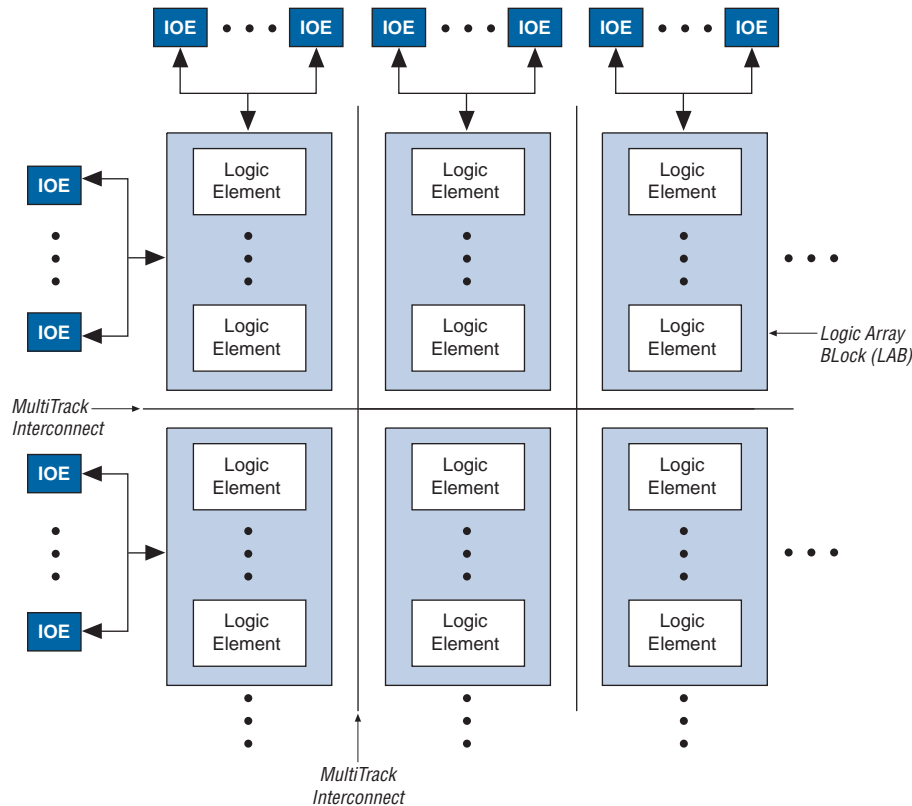 IOE IOE IOE IOE IOE IOE
Logic Element
Logic Element
Logic Element
IOE
IOE
Logic Element
Logic Element
Logic Element
Logic Array
BLock (LAB)
MultiTrack
Interconnect
IOE
Logic Element
Logic Element
Logic Element
IOE
Logic Element
Logic Element
Logic Element
MultiTrack
Interconnect